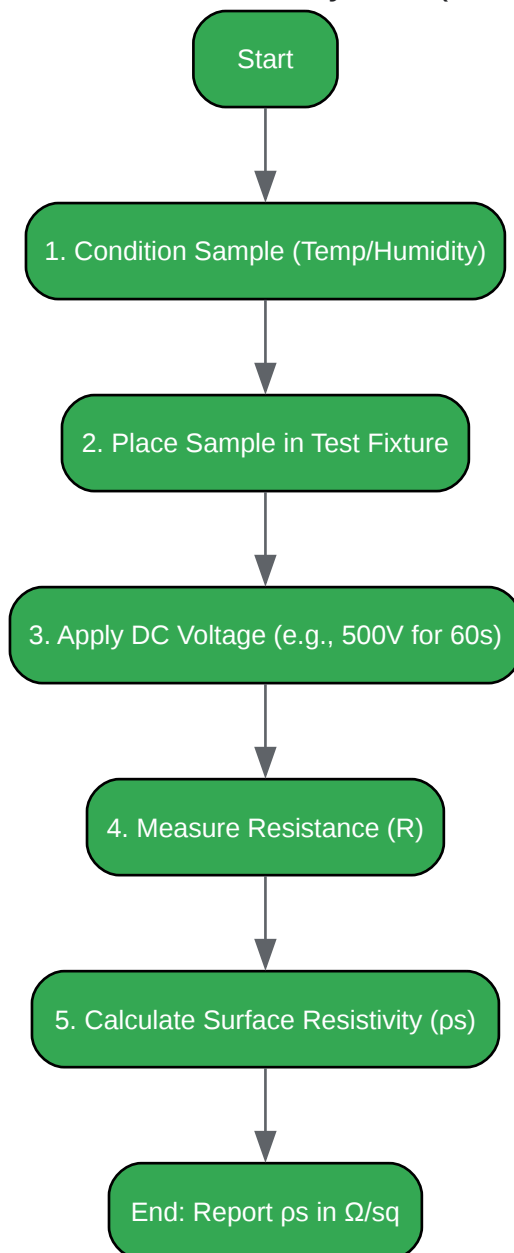 Start
1. Condition Sample (Temp/Humidity)
2. Place Sample in Test Fixture
3. Apply DC Voltage (e.g., 500V for 60s)
4. Measure Resistance (R)
5. Calculate Surface Resistivity (ρs)
End: Report ρs in Ω/sq